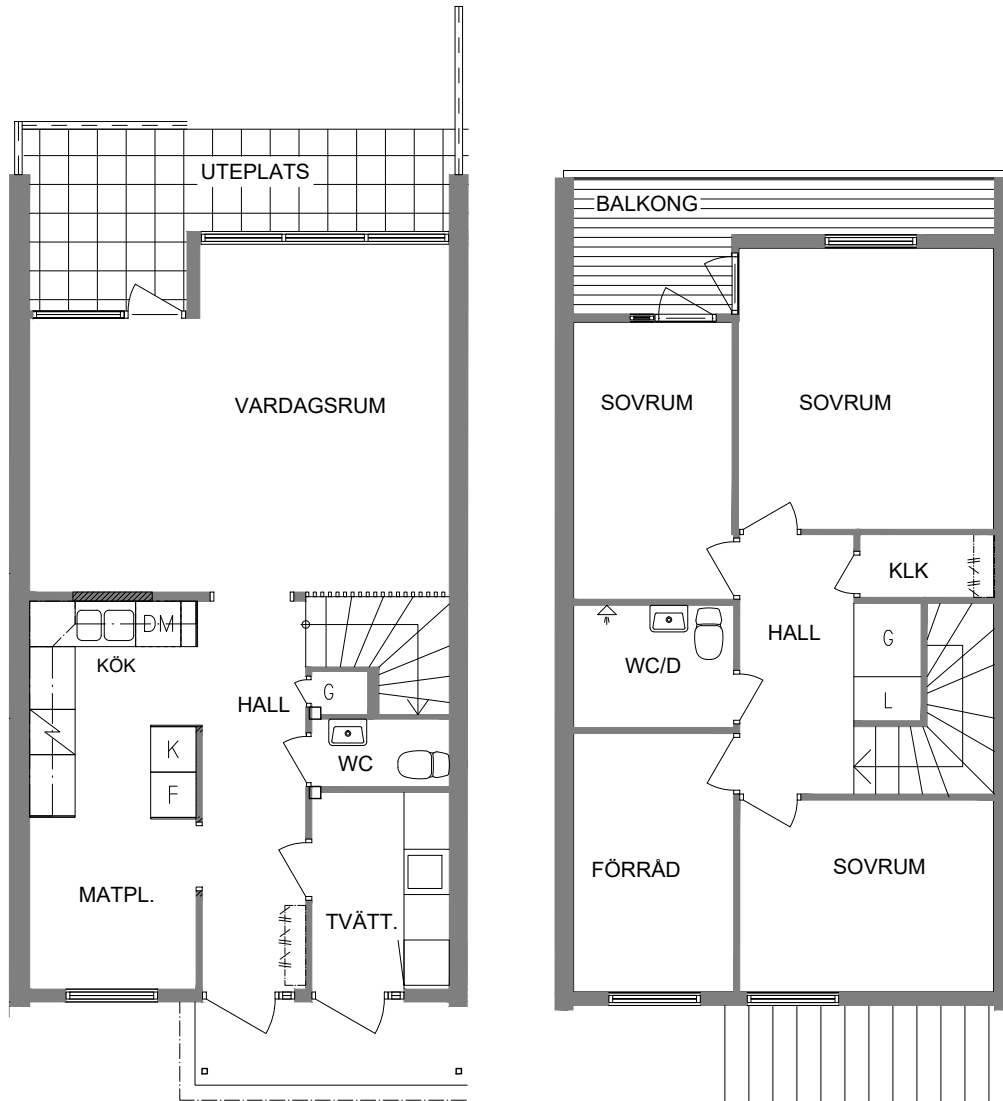 UTEPLATS
VARDAGSRUM
DM
KÖK
G
HALL
WC
K
F
MATPL.
TVÄTT.
BALKONG
SOVRUM
SOVRUM
KLK
HALL
G
WC/D
L
FÖRRÅD
SOVRUM